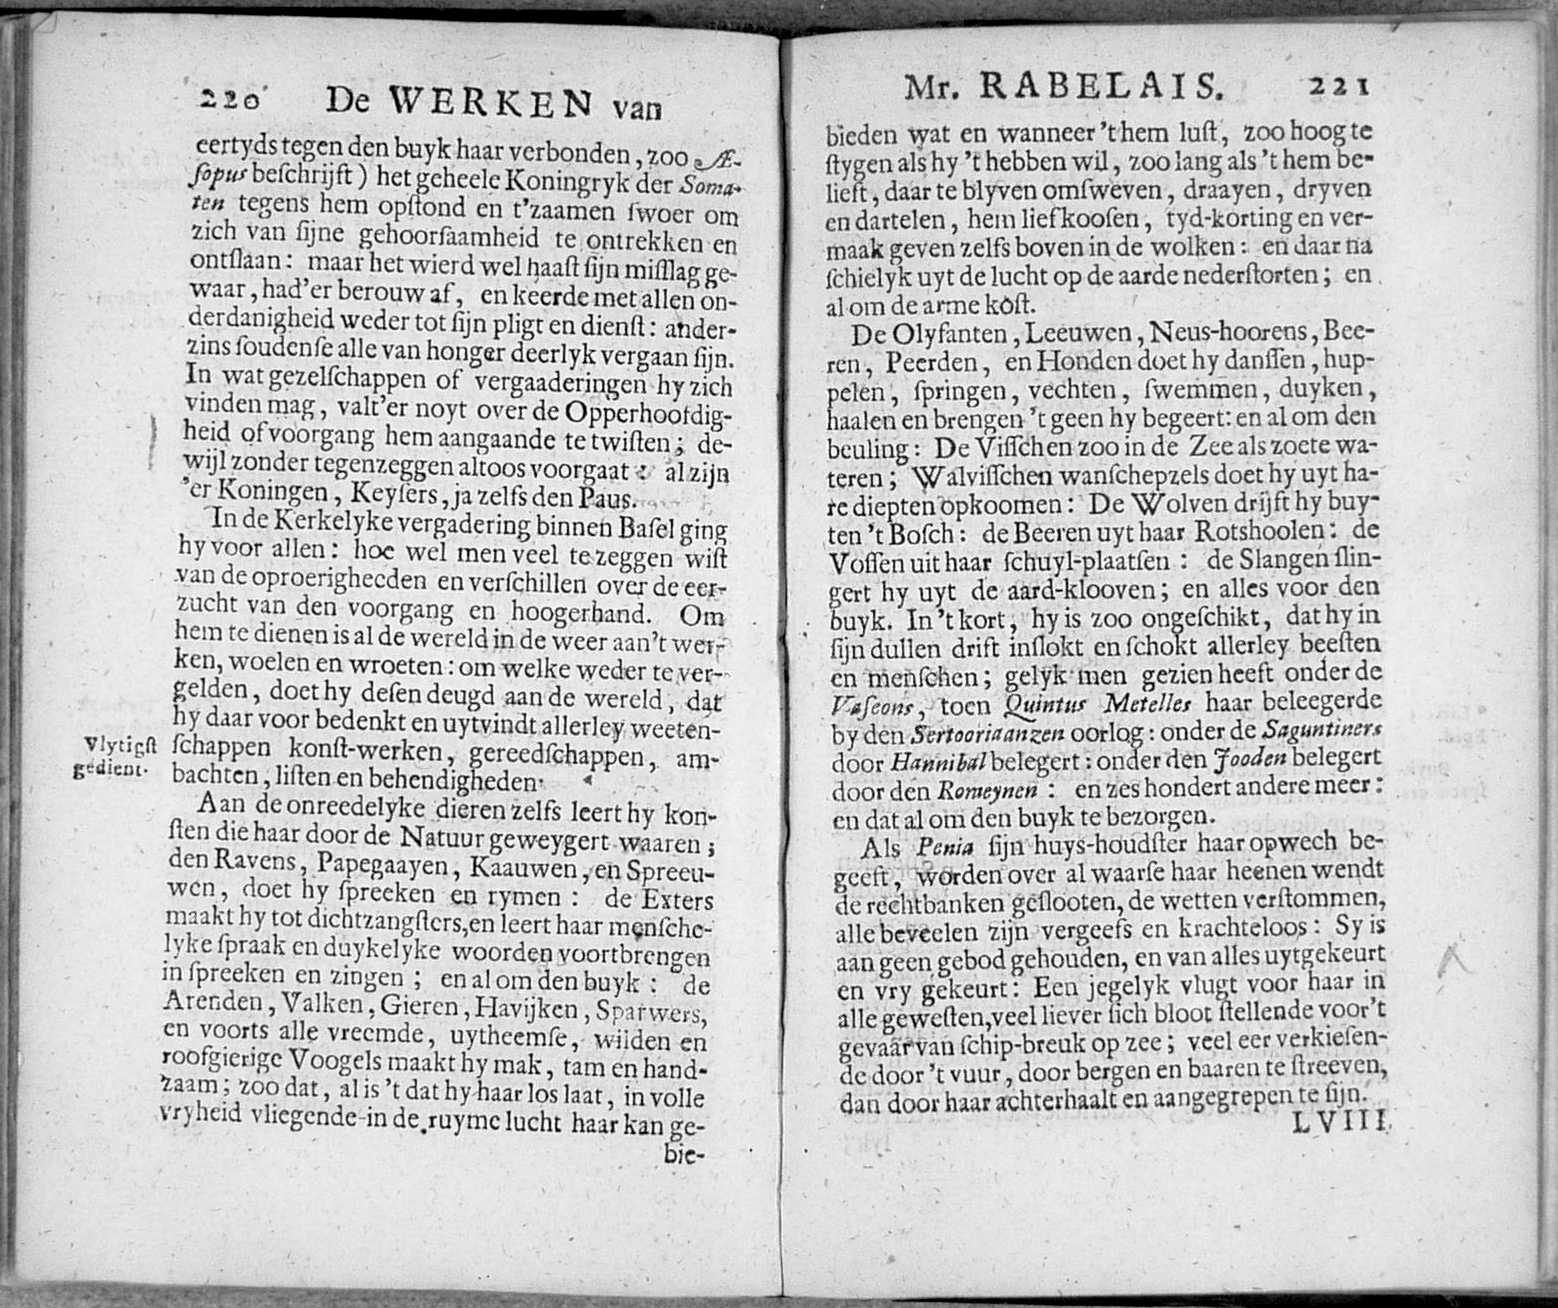 220 De WERKEN van
eertyds tegen den buyk haar verbonden, zoo Æ-
ſopus beſchrijft) het geheele Koningryk der Soma-
ten tegens hem opſtond en t'zaamen ſwoer om
zich van ſijne gehoorſaamheid te ontrekken en
ontſlaan: maar het wierd wel haaſt ſijn miſſlag ge-
waar, had'er berouw af, en keerde met allen on-
derdanigheid weder tot ſijn pligt en dienſt: ander-
zins ſoudenſe alle van honger deerlyk vergaan ſijn.
In wat gezelſchappen of vergaaderingen hy zich
vinden mag, valt'er noyt over de Opperhoofdig-
heid of voorgang hem aangaande te twiſten; de-
wijl zonder tegenzeggen altoos voorgaat: al zijn
'er Koningen, Keyſers, ja zelfs den Paus.
In de Kerkelyke vergadering binnen Baſel ging
hy voor allen: hoe wel men veel te zeggen wiſt
van de oproerigheeden en verſchillen over de eer-
zucht van den voorgang en hoogerhand. Om
hem te dienen is al de wereld in de weer aan't wer-
ken, woelen en wroeten: om welke weder te ver-
gelden, doet hy deſen deugd aan de wereld, dat
hy daar voor bedenkt en uytvindt allerley weeten-
Vlytigſt
gedient.
ſchappen konſt-werken, gereedſchappen, am-
bachten, liſten en behendigheden.
Aan de onreedelyke dieren zelfs leert hy kon-
ſten die haar door de Natuur geweygert waaren;
den Ravens, Papegaayen, Kaauwen, en Spreeu-
wen, doet hy ſpreeken en rymen: de Exters
maakt hy tot dichtzangſters, en leert haar menſche-
lyke ſpraak en duykelyke woorden voortbrengen
in ſpreeken en zingen; en al om den buyk: de
Arenden, Valken, Gieren, Havijken, Sparwers,
en voorts alle vreemde, uytheemſe, wilden en
roofgierige Voogels maakt hy mak, tam en hand-
zaam; zoo dat, al is 't dat hy haar los laat, in volle
vryheid vliegende in de ruyme lucht haar kan ge-
bie-
Mr. RABELAIS. 221
bieden wat en wanneer 't hem luſt, zoo hoog te
ſtygen als hy 't hebben wil, zoo lang als 't hem be-
lieft, daar te blyven omſweven, draayen, dryven
en dartelen, hem liefkooſen, tyd-korting en ver-
maak geven zelfs boven in de wolken: en daar na
ſchielyk uyt de lucht op de aarde nederſtorten; en
al om de arme koſt.
De Olyfanten, Leeuwen, Neus-hoorens, Bee-
ren, Peerden, en Honden doet hy danſſen, hup-
pelen, ſpringen, vechten, ſwemmen, duyken,
haalen en brengen 't geen hy begeert: en al om den
beuling: De Viſſchen zoo in de Zee als zoete wa-
teren; Walviſſchen wanſchepzels doet hy uyt ha-
re diepten opkoomen: De Wolven drijft hy buy-
ten 't Boſch: de Beeren uyt haar Rotshoolen: de
Voſſen uit haar ſchuyl-plaatſen: de Slangen ſlin-
gert hy uyt de aard-klooven; en alles voor den
buyk. In 't kort, hy is zoo ongeſchikt, dat hy in
ſijn dullen drift inſlokt en ſchokt allerley beeſten
en menſchen; gelyk men gezien heeft onder de
Vaſeons, toen Quintus Metelles haar beleegerde
by den Sertooriaanzen oorlog: onder de Saguntiners
door Hannibal belegert: onder den Jooden belegert
door den Romeynen: en zes hondert andere meer:
en dat al om den buyk te bezorgen.
Als Penia ſijn huys-houdſter haar opwech be-
geeft, worden over al waarſe haar heenen wendt
de rechtbanken geſlooten, de wetten verſtommen,
alle beveelen zijn vergeefs en krachteloos: Sy is
aan geen gebod gehouden, en van alles uytgekeurt
en vry gekeurt: Een jegelyk vlugt voor haar in
alle geweſten, veel liever ſich bloot ſtellende voor't
gevaar van ſchip-breuk op zee; veel eer verkieſen-
de door 't vuur, door bergen en baaren te ſtreeven,
dan door haar achterhaalt en aangegrepen te ſijn.
LVIII.